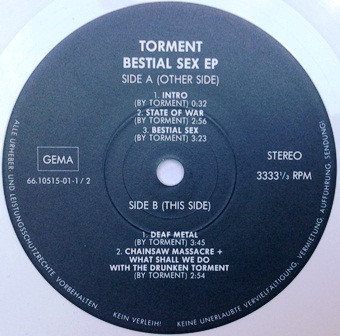 TORMENT
BESTIAL SEX EP
SIDE A (OTHER SIDE)
1. INTRO
(BY TORMENT) 0:32
2. STATE OF WAR
(BY TORMENT) 2:56
3. BESTIAL SEX
(BY TORMENT) 3:23
GEMA
66.10515-01-1/2
STEREO
3333⅓ RPM
SIDE B (THIS SIDE)
1. DEAF METAL
(BY TORMENT) 3:45
2. CHAINSAW MASSACRE +
WHAT SHALL WE DO
WITH THE DRUNKEN TORMENT
(BY TORMENT) 2:54
ALLE URHEBER- UND LEISTUNGSSCHUTZRECHTE VORBEHALTEN. KEIN VERLEIH! KEINE UNERLAUBTE VERVIELFÄLTIGUNG, VERMIETUNG, AUFFÜHRUNG, SENDUNG!